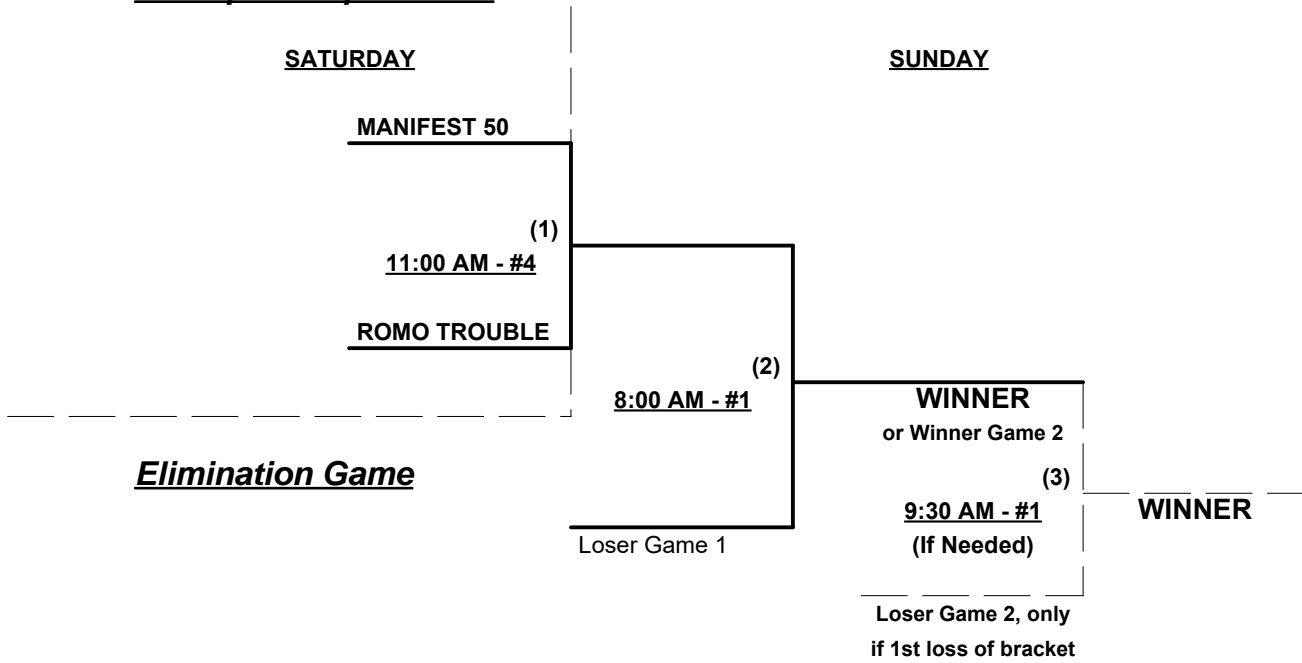 SATURDAY
SUNDAY
MANIFEST 50
(1)
11:00 AM - #4
ROMO TROUBLE
(2)
8:00 AM - #1
WINNER
or Winner Game 2
Elimination Game
(3)
9:30 AM - #1
WINNER
(If Needed)
Loser Game 1
Loser Game 2, only
if 1st loss of bracket